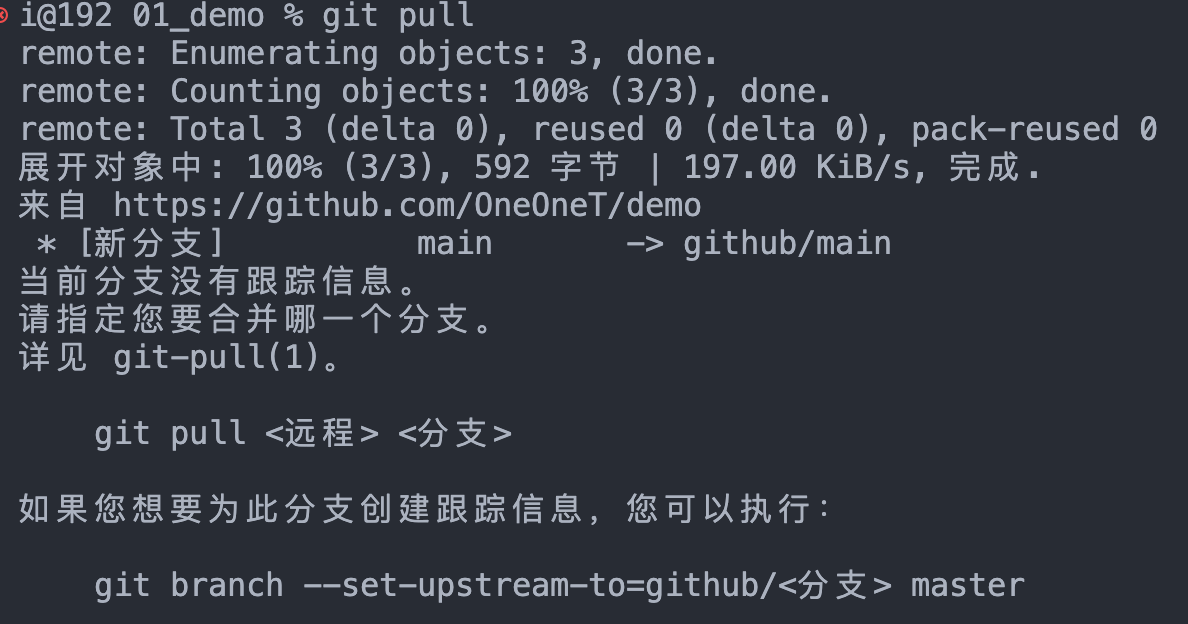 i@192 01_demo % git pull
remote: Enumerating objects: 3, done.
remote: Counting objects: 100% (3/3), done.
remote: Total 3 (delta 0), reused 0 (delta 0), pack-reused 0
展开对象中: 100% (3/3), 592 字节 | 197.00 KiB/s, 完成.
来自 https://github.com/OneOneT/demo
 * [新分支]          main       -> github/main
当前分支没有跟踪信息。
请指定您要合并哪一个分支。
详见 git-pull(1)。
    git pull <远程> <分支>
如果您想要为此分支创建跟踪信息，您可以执行：
    git branch --set-upstream-to=github/<分支> master